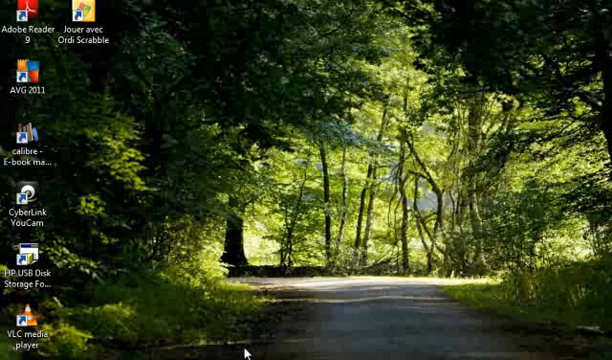 Adobe Reader
9
Jouer avec
Ordi Scrabble
AVG 2011
calibre -
E-book ma...
CyberLink
YouCam
HP USB Disk
Storage Fo...
VLC media
player